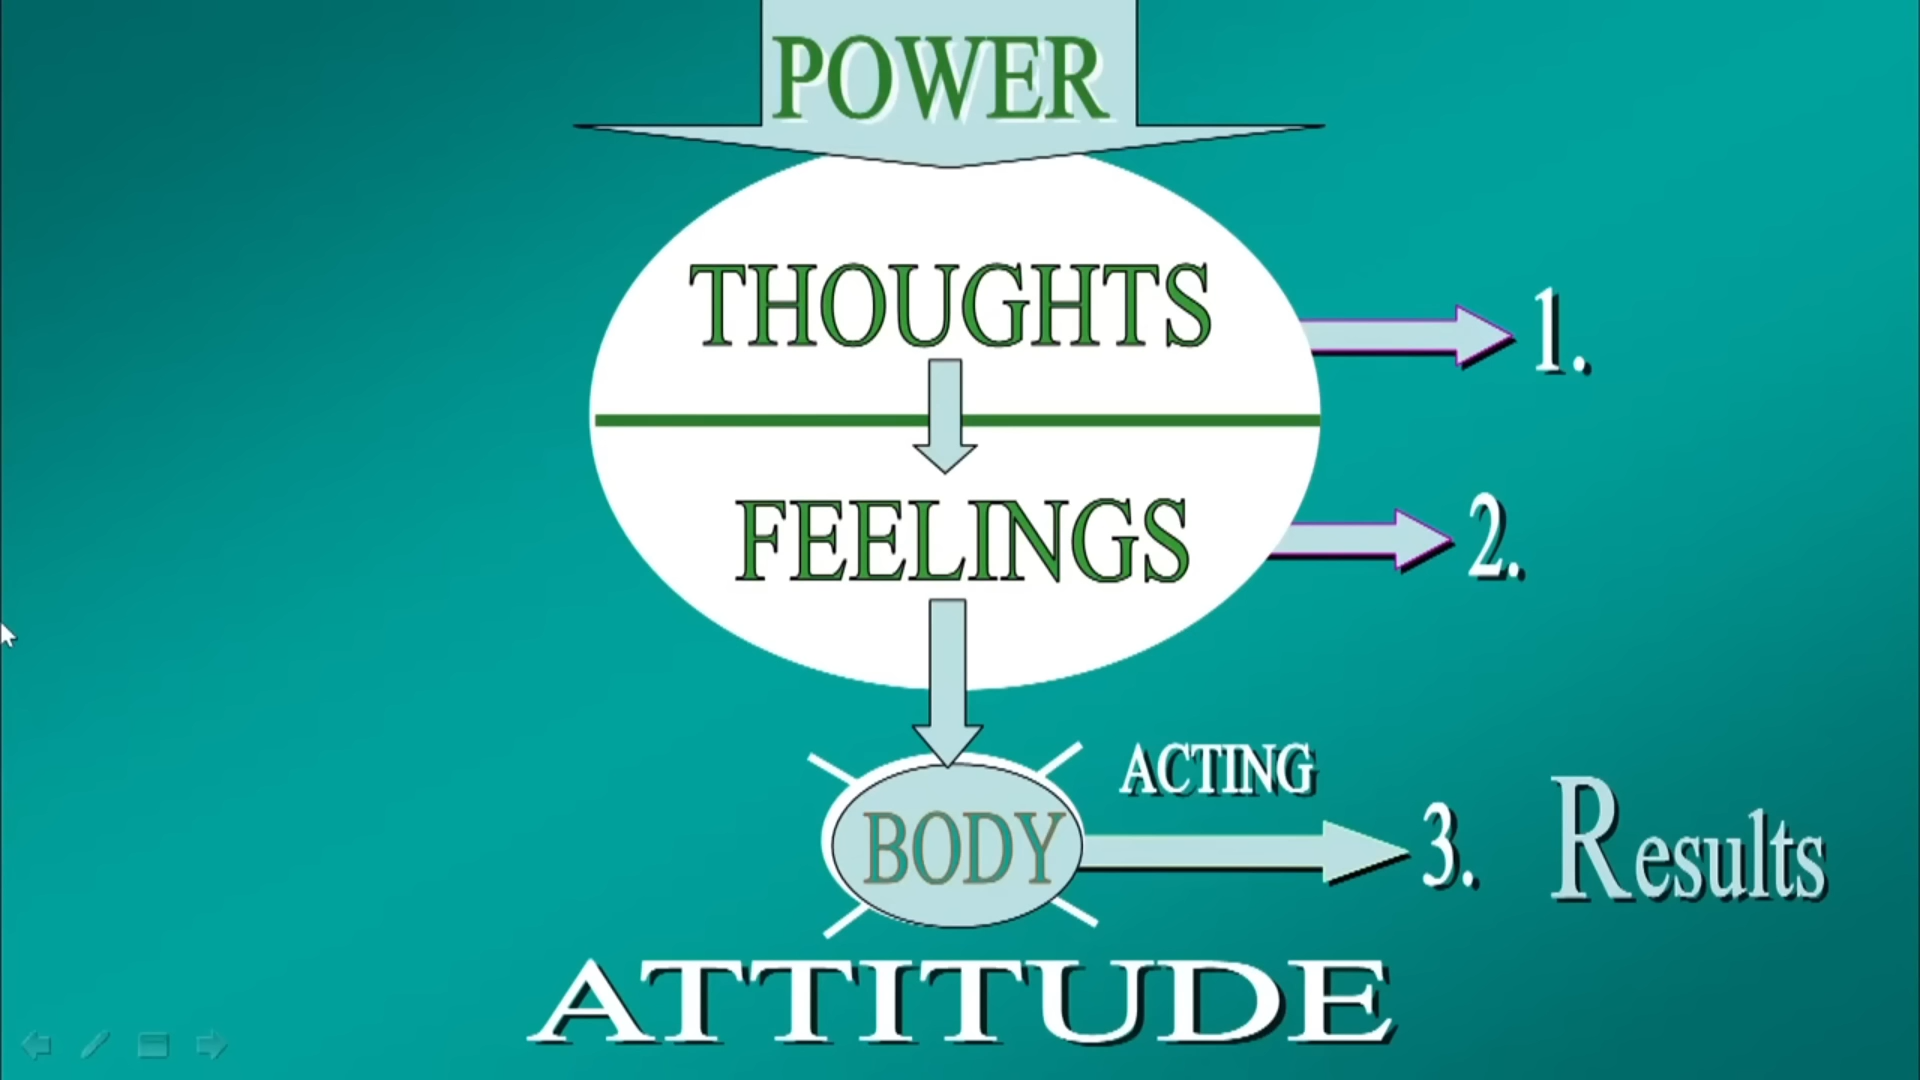 POWER
THOUGHTS
1.
FEELINGS
2.
ACTING
BODY
3. Results
ATTITUDE